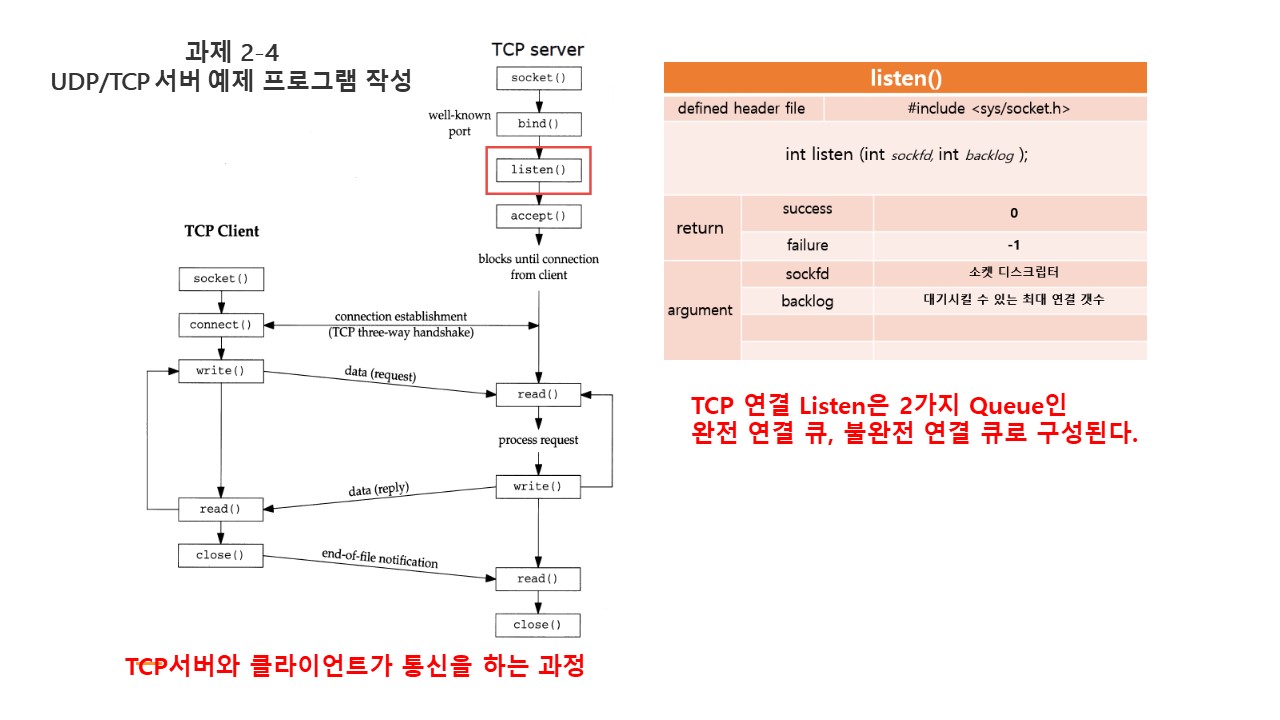 과제 2-4
UDP/TCP 서버 예제 프로그램 작성
TCP server
socket()
well-known
port
bind()
listen()
accept()
blocks until connection
from client
TCP Client
socket()
connect()
connection establishment
(TCP three-way handshake)
write()
data (request)
read()
process request
write()
data (reply)
read()
close()
end-of-file notification
read()
close()
TCP서버와 클라이언트가 통신을 하는 과정
listen()
defined header file
#include <sys/socket.h>
int listen (int sockfd, int backlog );
return
success
0
failure
-1
argument
sockfd
소켓 디스크립터
backlog
대기시킬 수 있는 최대 연결 갯수
TCP 연결 Listen은 2가지 Queue인
완전 연결 큐, 불완전 연결 큐로 구성된다.